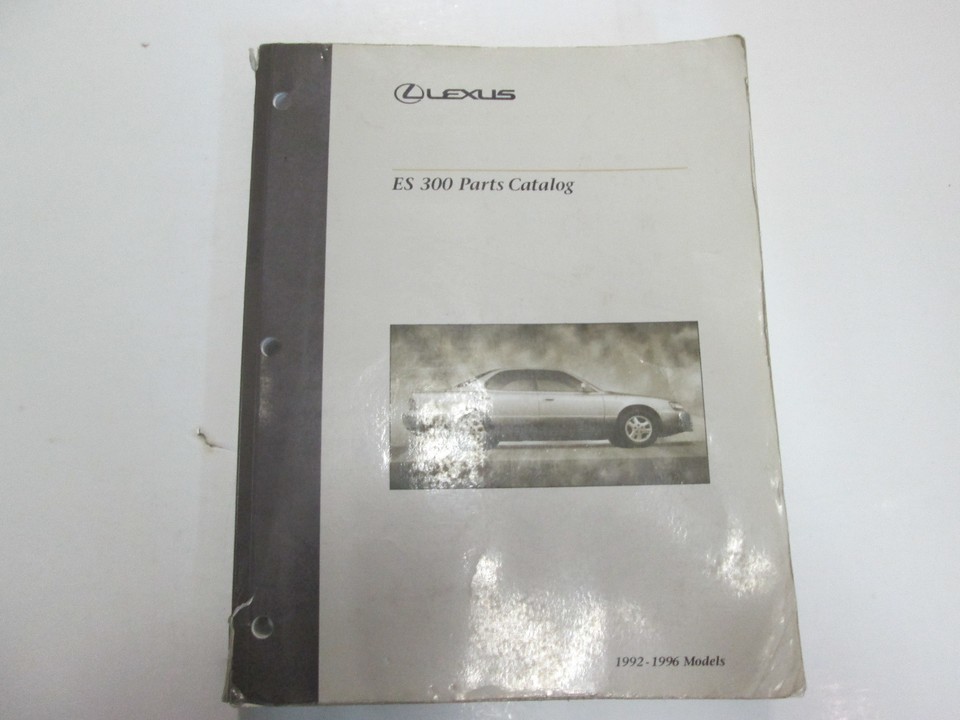 LEXUS
ES 300 Parts Catalog
1992-1996 Models